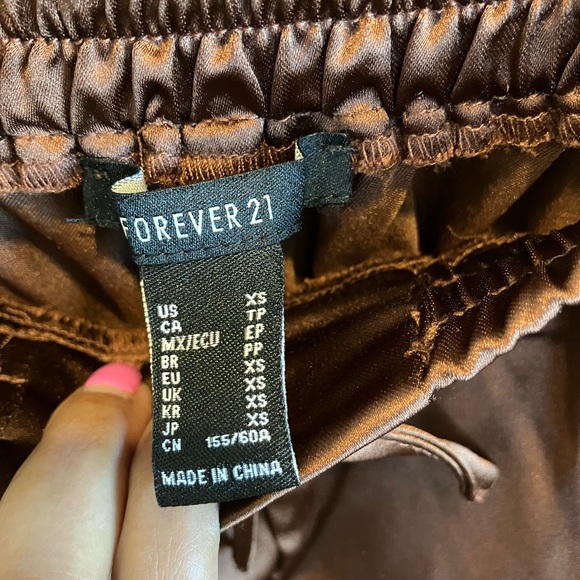 FOREVER 21
US XS
CA TP
MX/ECU EP
BR PP
EU XS
UK XS
KR XS
JP XS
CN 155/60A
MADE IN CHINA